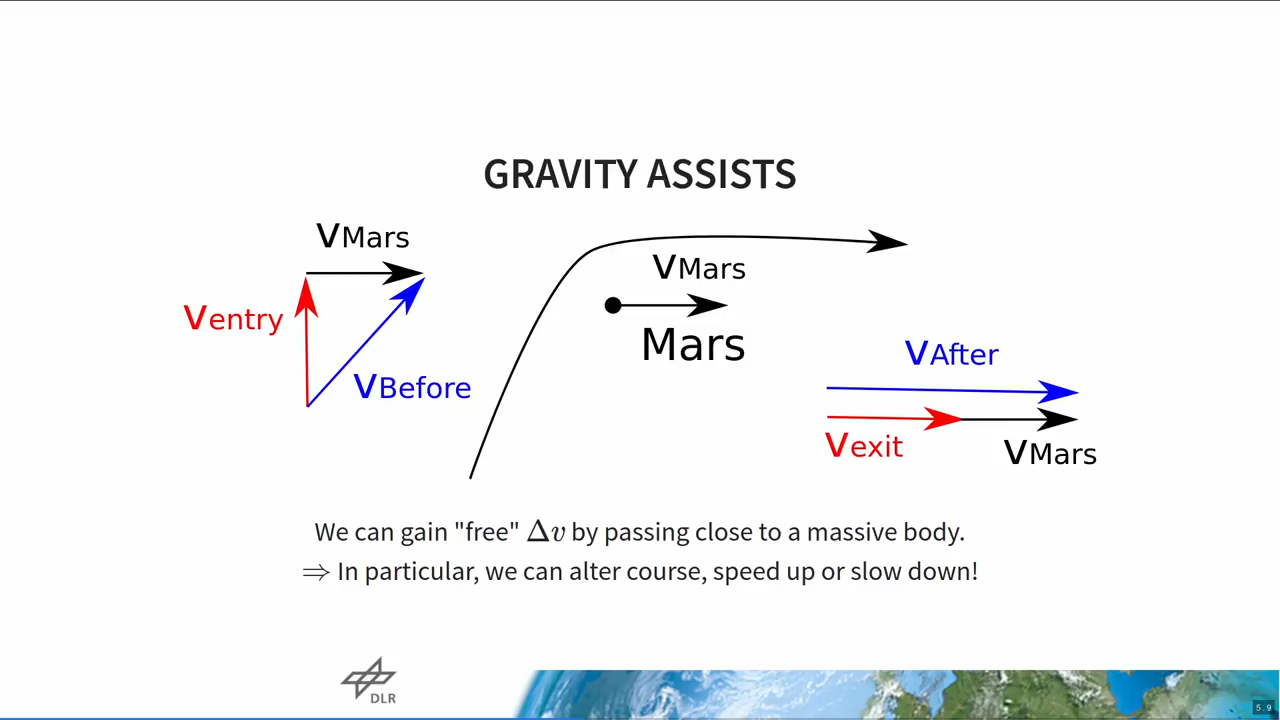 GRAVITY ASSISTS
vMars
ventry
vBefore
vMars
Mars
vAfter
vexit
vMars
We can gain "free" Δv by passing close to a massive body.
⇒ In particular, we can alter course, speed up or slow down!
DLR
5.9